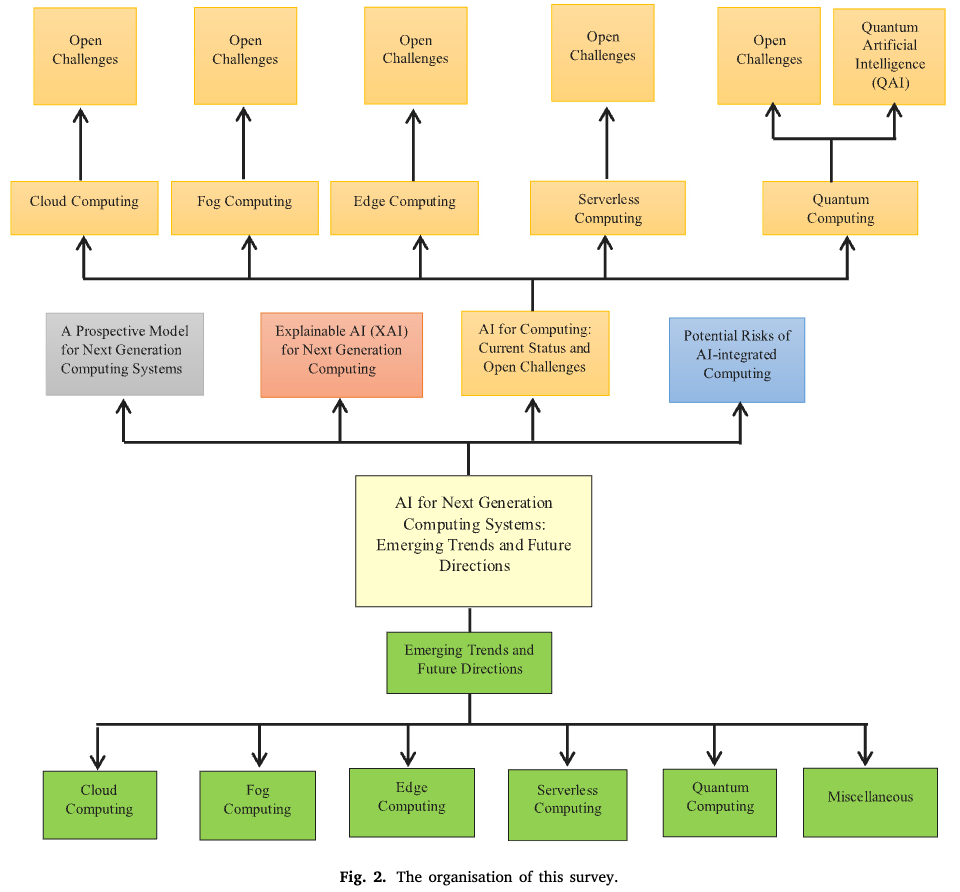 Open
Challenges
Open
Challenges
Open
Challenges
Open
Challenges
Open
Challenges
Quantum
Artificial
Intelligence
(QAI)
Cloud Computing
Fog Computing
Edge Computing
Serverless
Computing
Quantum
Computing
A Prospective Model
for Next Generation
Computing Systems
Explainable AI (XAI)
for Next Generation
Computing
AI for Computing:
Current Status and
Open Challenges
Potential Risks of
AI-integrated
Computing
AI for Next Generation
Computing Systems:
Emerging Trends and Future
Directions
Emerging Trends and
Future Directions
Cloud
Computing
Fog
Computing
Edge
Computing
Serverless
Computing
Quantum
Computing
Miscellaneous
Fig. 2. The organisation of this survey.